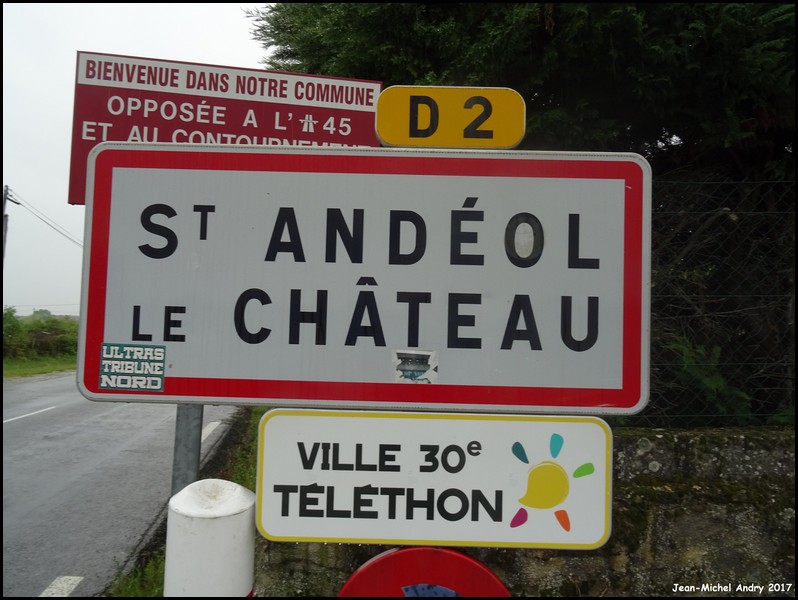 BIENVENUE DANS NOTRE COMMUNE
OPPOSÉE A L'A45
ET AU CONTOURNEMENT
D 2
ST ANDÉOL
LE CHÂTEAU
ULTRAS
TRIBUNE
NORD
VILLE 30e
TÉLÉTHON
Jean-Michel Andry 2017